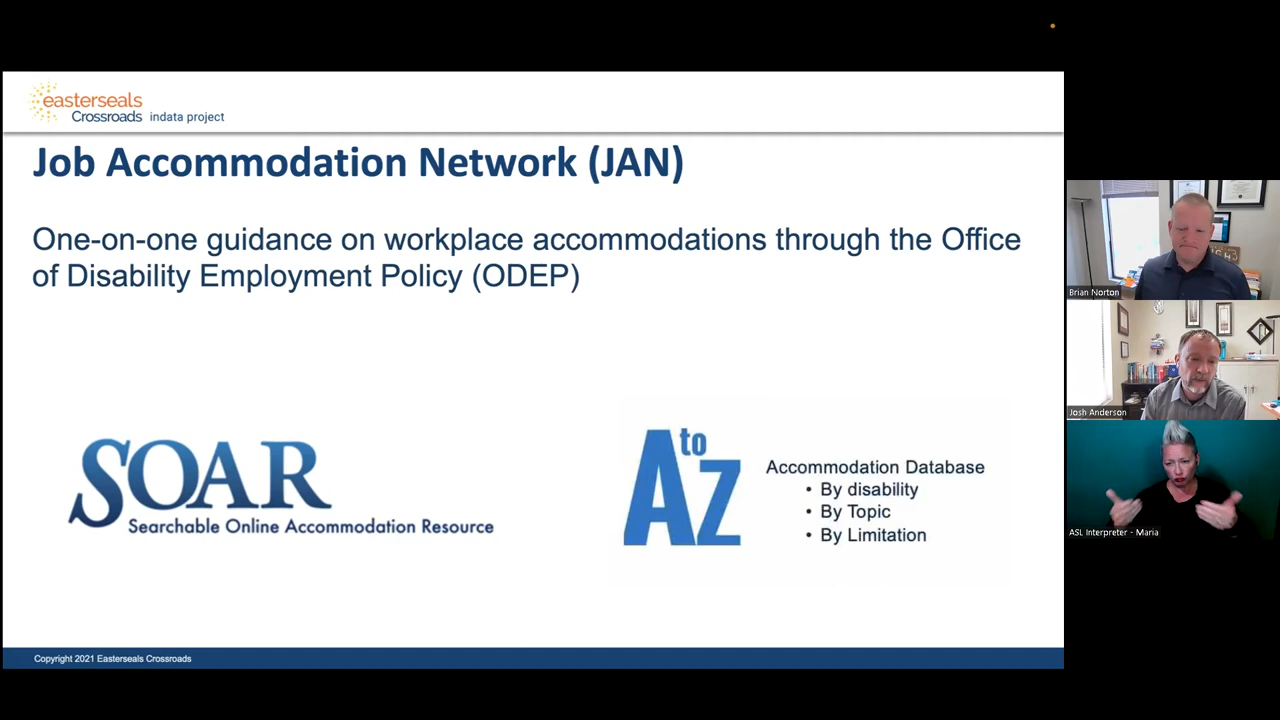 easterseals
Crossroads indata project
Job Accommodation Network (JAN)
One-on-one guidance on workplace accommodations through the Office
of Disability Employment Policy (ODEP)
SOAR
Searchable Online Accommodation Resource
A to Z
Accommodation Database
• By disability
• By Topic
• By Limitation
Copyright 2021 Easterseals Crossroads
Brian Norton
Josh Anderson
ASL Interpreter - Maria